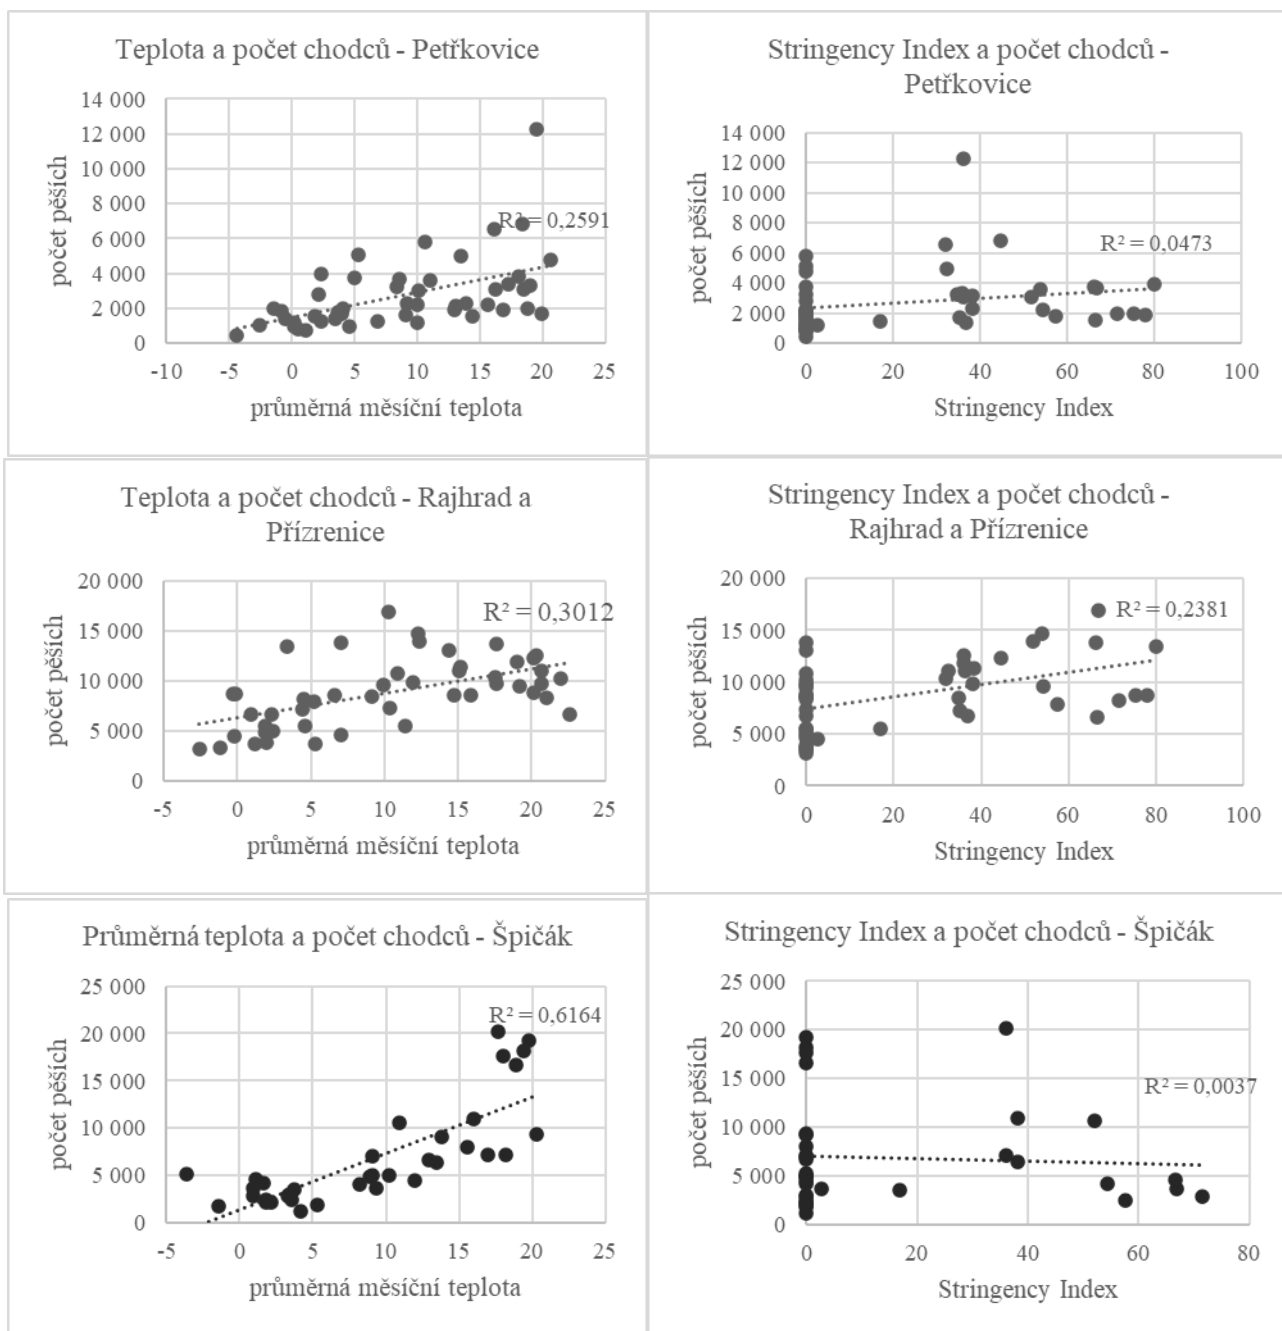 Teplota a počet chodců - Petřkovice
14 000
12 000
10 000
8 000
6 000
4 000
2 000
0
počet pěších
R² = 0,2591
-10 -5 0 5 10 15 20 25
průměrná měsíční teplota
Stringency Index a počet chodců -
Petřkovice
14 000
12 000
10 000
8 000
6 000
4 000
2 000
0
počet pěších
R² = 0,0473
0 20 40 60 80 100
Stringency Index
Teplota a počet chodců - Rajhrad a
Přízrenice
20 000
15 000
10 000
5 000
0
počet pěších
R² = 0,3012
-5 0 5 10 15 20 25
průměrná měsíční teplota
Stringency Index a počet chodců -
Rajhrad a Přízrenice
20 000
15 000
10 000
5 000
0
počet pěších
R² = 0,2381
0 20 40 60 80 100
Stringency Index
Průměrná teplota a počet chodců - Špičák
25 000
20 000
15 000
10 000
5 000
0
počet pěších
R² = 0,6164
-5 0 5 10 15 20 25
průměrná měsíční teplota
Stringency Index a počet chodců - Špičák
25 000
20 000
15 000
10 000
5 000
0
počet pěších
R² = 0,0037
0 20 40 60 80
Stringency Index